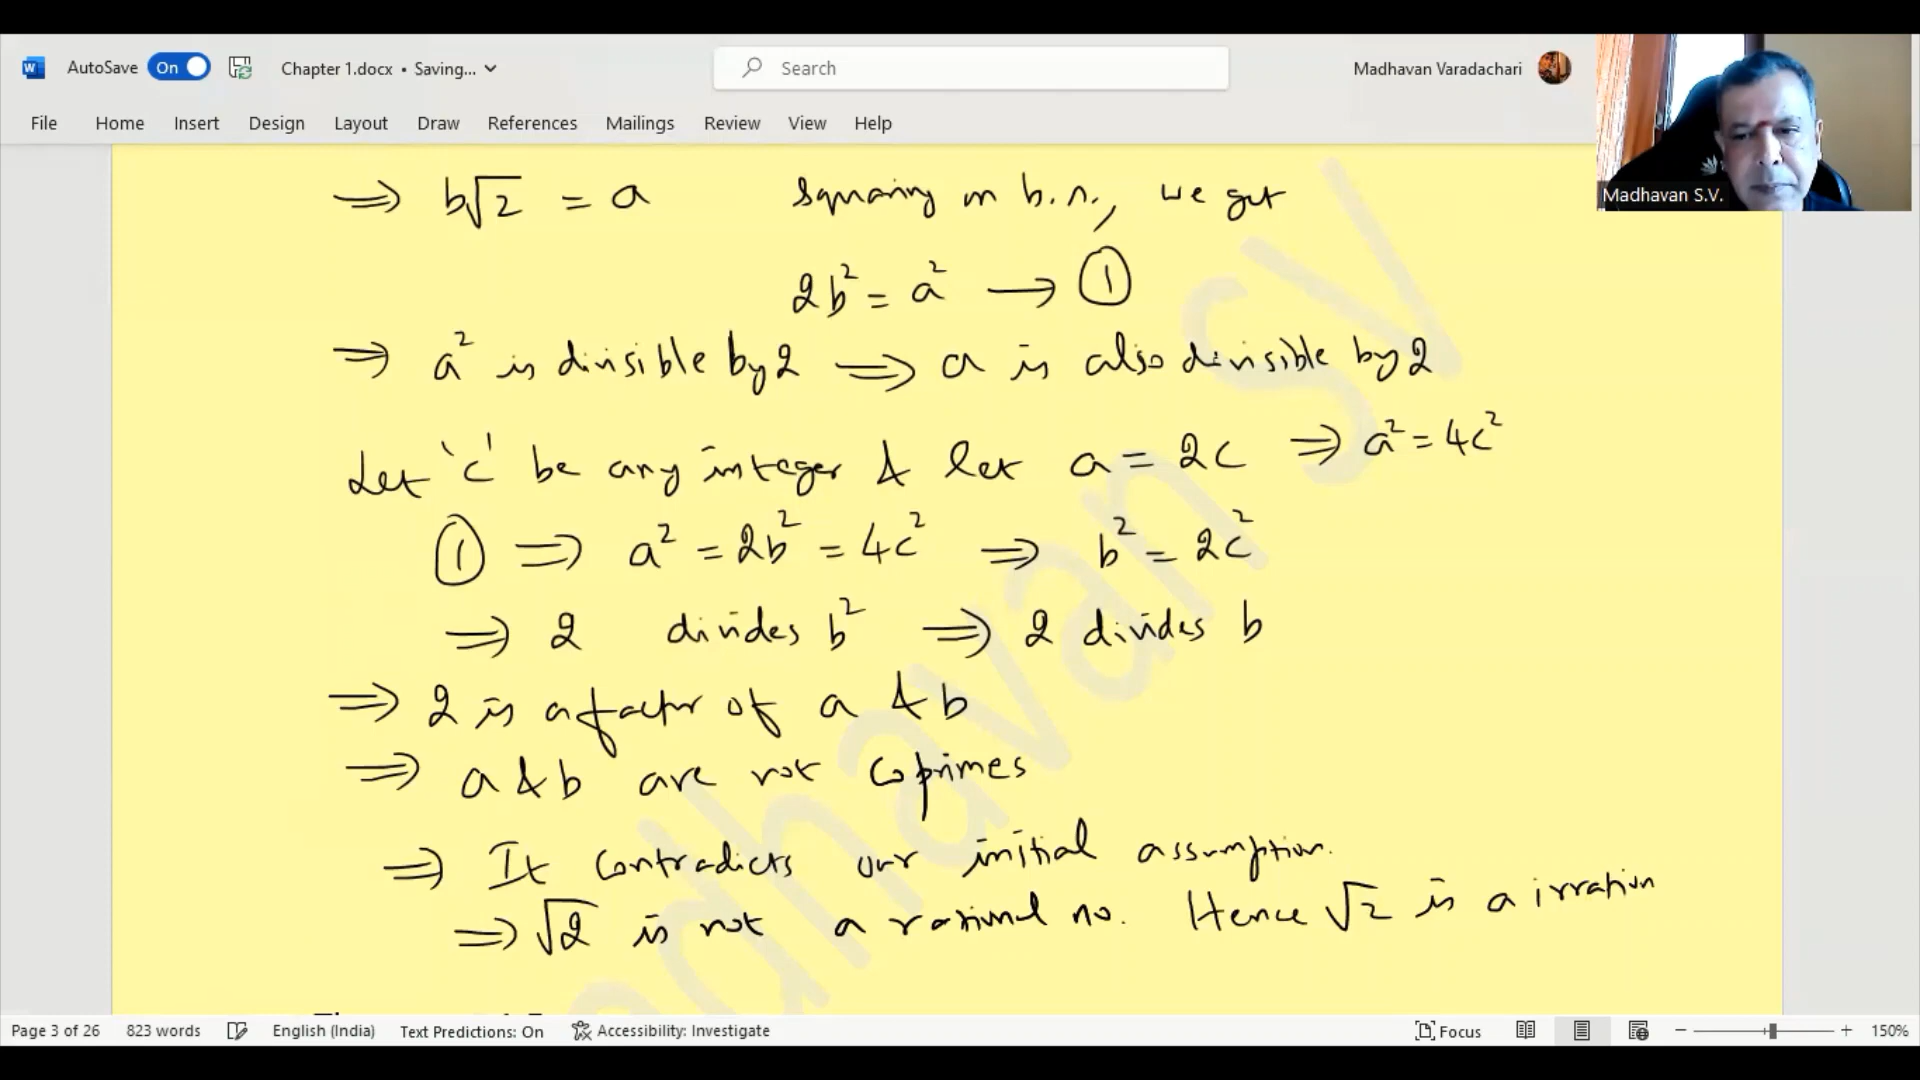 AutoSave On Chapter 1.docx • Saving... Search Madhavan Varadachari
File Home Insert Design Layout Draw References Mailings Review View Help
Madhavan S.V.
⇒ b√2 = a Squaring on b.s., we get
2b² = a² → ①
⇒ a² is divisible by 2 ⇒ a is also divisible by 2
Let 'c' be any integer & let a = 2c ⇒ a² = 4c²
① ⇒ a² = 2b² = 4c² ⇒ b² = 2c²
⇒ 2 divides b² ⇒ 2 divides b
⇒ 2 is a factor of a & b
⇒ a & b are not coprimes
⇒ It contradicts our initial assumption.
⇒ √2 is not a rational no. Hence √2 is a irration
Madhavan SV
Page 3 of 26 823 words English (India) Text Predictions: On Accessibility: Investigate Focus 150%